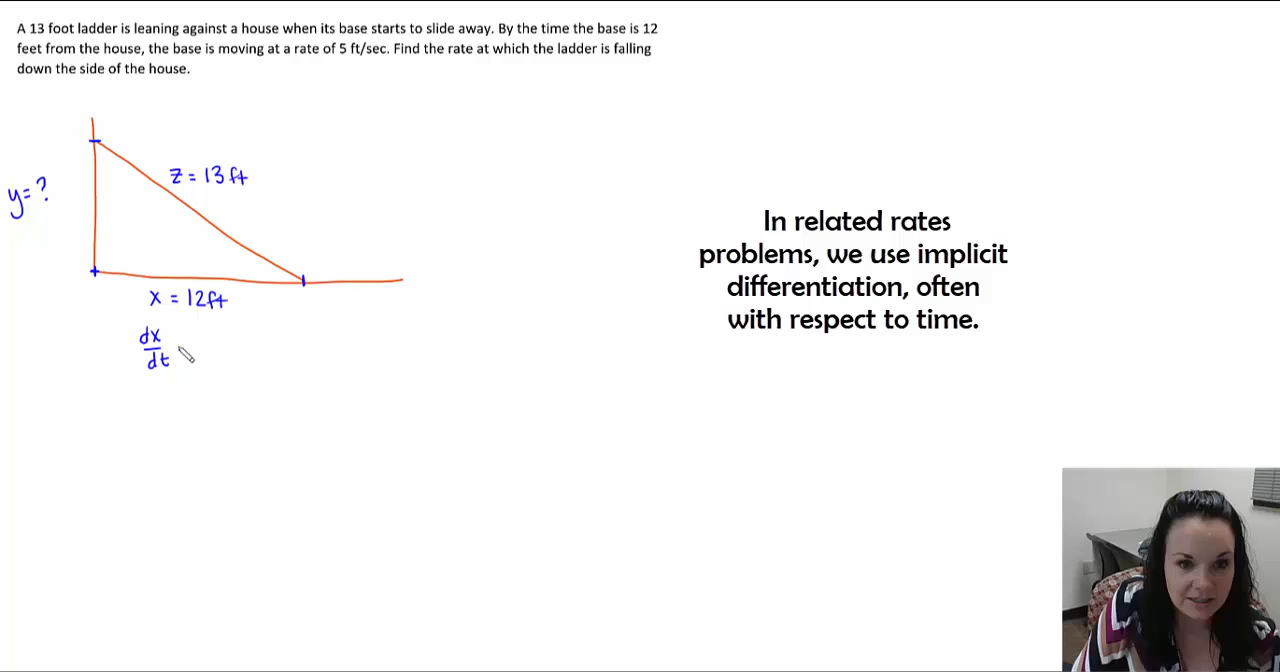 A 13 foot ladder is leaning against a house when its base starts to slide away. By the time the base is 12
feet from the house, the base is moving at a rate of 5 ft/sec. Find the rate at which the ladder is falling
down the side of the house.
z = 13 ft
y = ?
In related rates
problems, we use implicit
differentiation, often
with respect to time.
x = 12 ft
dx
dt